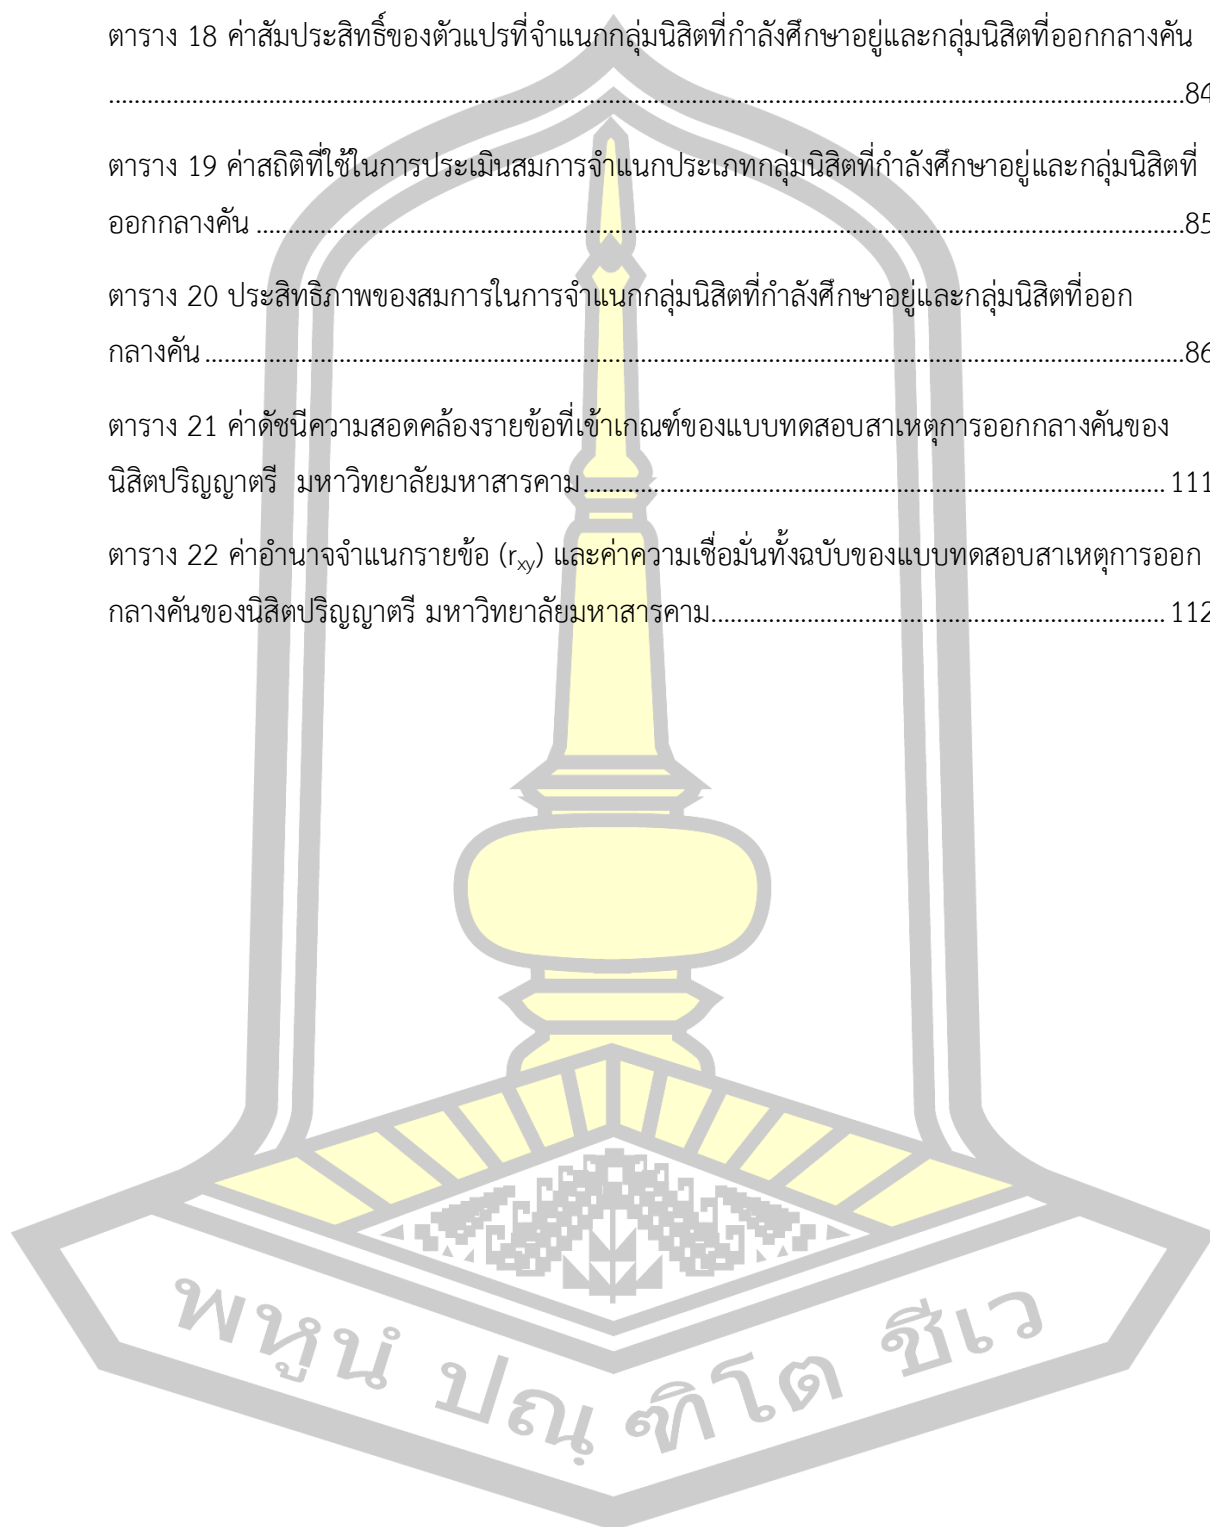 ตาราง 18 ค่าสัมประสิทธิ์ของตัวแปรที่จำแนกกลุ่มนิสิตที่กำลังศึกษาอยู่และกลุ่มนิสิตที่ออกกลางคัน
......................................................................................................................................................................84
ตาราง 19 ค่าสถิติที่ใช้ในการประเมินสมการจำแนกประเภทกลุ่มนิสิตที่กำลังศึกษาอยู่และกลุ่มนิสิตที่
ออกกลางคัน ..............................................................................................................................................85
ตาราง 20 ประสิทธิภาพของสมการในการจำแนกกลุ่มนิสิตที่กำลังศึกษาอยู่และกลุ่มนิสิตที่ออก
กลางคัน ......................................................................................................................................................86
ตาราง 21 ค่าดัชนีความสอดคล้องรายข้อที่เข้าเกณฑ์ของแบบทดสอบสาเหตุการออกกลางคันของ
นิสิตปริญญาตรี มหาวิทยาลัยมหาสารคาม......................................................................................... 111
ตาราง 22 ค่าอำนาจจำแนกรายข้อ (rxy) และค่าความเชื่อมั่นทั้งฉบับของแบบทดสอบสาเหตุการออก
กลางคันของนิสิตปริญญาตรี มหาวิทยาลัยมหาสารคาม...................................................................... 112
พหูนํ ปณฺฑิโต ชีเว